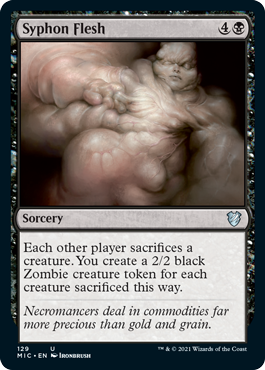 Syphon Flesh 4
Sorcery
Each other player sacrifices a
creature. You create a 2/2 black
Zombie creature token for each
creature sacrificed this way.
Necromancers deal in commodities far
more precious than gold and grain.
129 U
MIC • EN IRONBRUSH
™ & © 2021 Wizards of the Coast